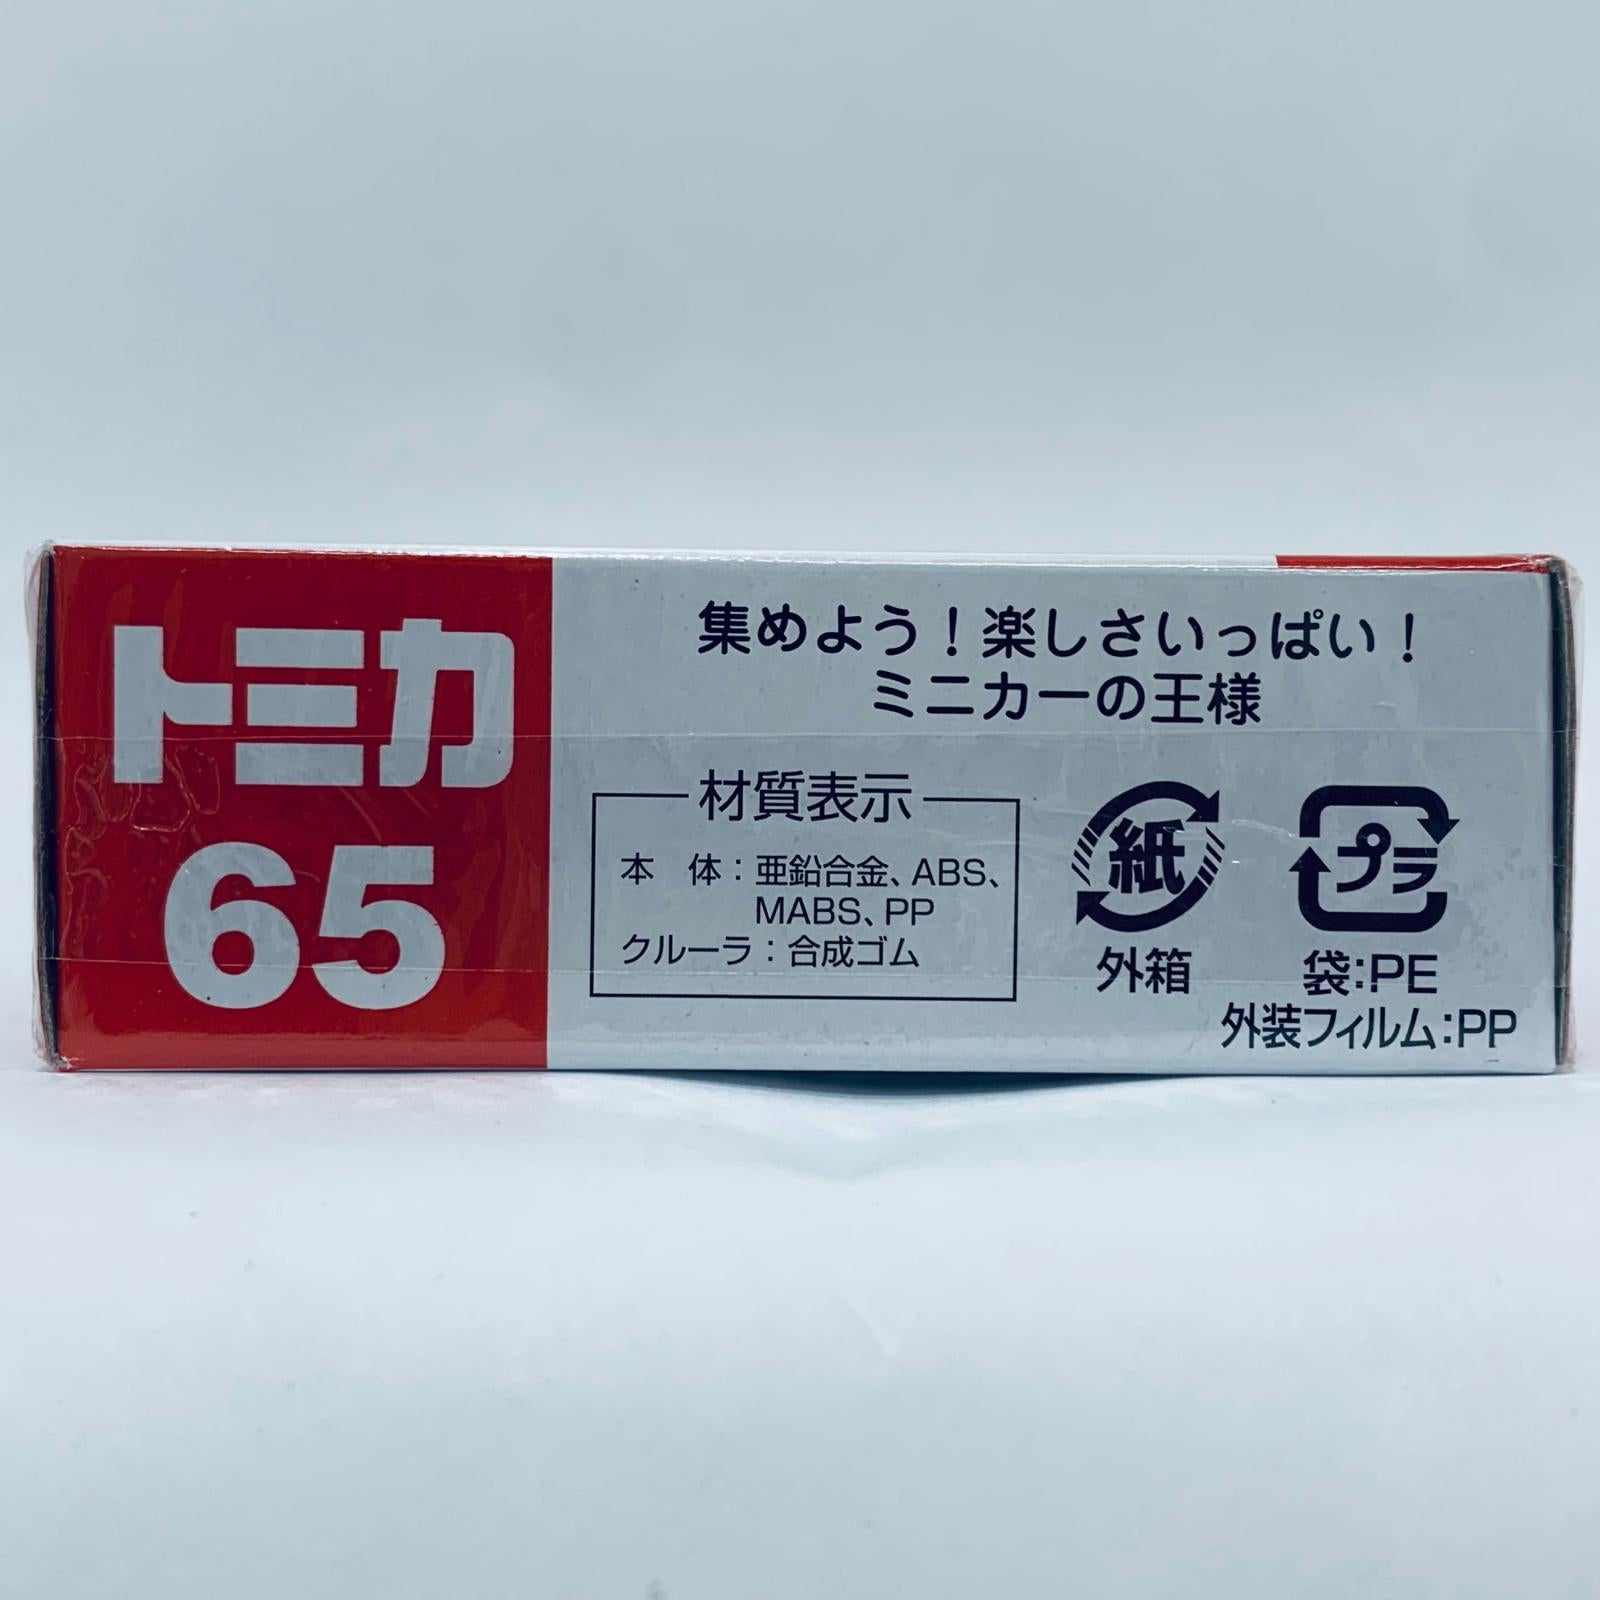 トミカ
65
集めよう！楽しさいっぱい！
ミニカーの王様
材質表示
本　体：亜鉛合金、ABS、
MABS、PP
クルーラ：合成ゴム
紙
外箱
プラ
袋：PE
外装フィルム：PP